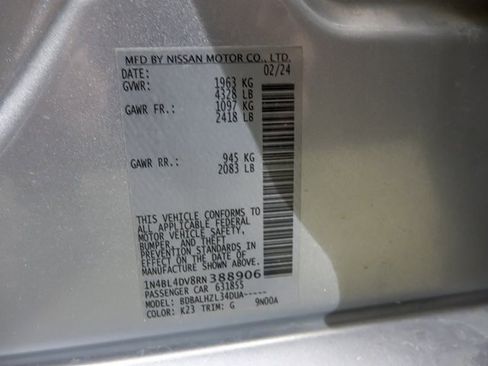 MFD BY NISSAN MOTOR CO., LTD.
DATE: 02/24
GVWR: 1963 KG
4328 LB
GAWR FR.: 1097 KG
2418 LB
GAWR RR.: 945 KG
2083 LB
THIS VEHICLE CONFORMS TO
ALL APPLICABLE FEDERAL
MOTOR VEHICLE SAFETY,
BUMPER, AND THEFT
PREVENTION STANDARDS IN
EFFECT ON THE DATE OF
MANUFACTURE SHOWN ABOVE.
1N4BL4DV8RN388906
PASSENGER CAR 631855
MODEL: BDBALHZL34DUA-----
COLOR: K23 TRIM: G 9N00A